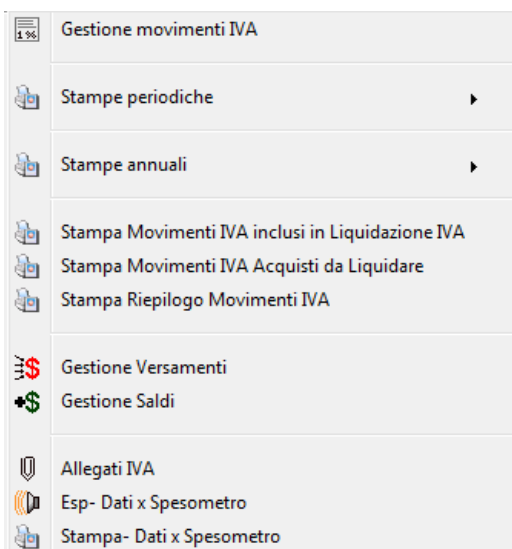 1%
Gestione movimenti IVA
Stampe periodiche
Stampe annuali
Stampa Movimenti IVA inclusi in Liquidazione IVA
Stampa Movimenti IVA Acquisti da Liquidare
Stampa Riepilogo Movimenti IVA
$ Gestione Versamenti
+$ Gestione Saldi
Allegati IVA
Esp- Dati x Spesometro
Stampa- Dati x Spesometro